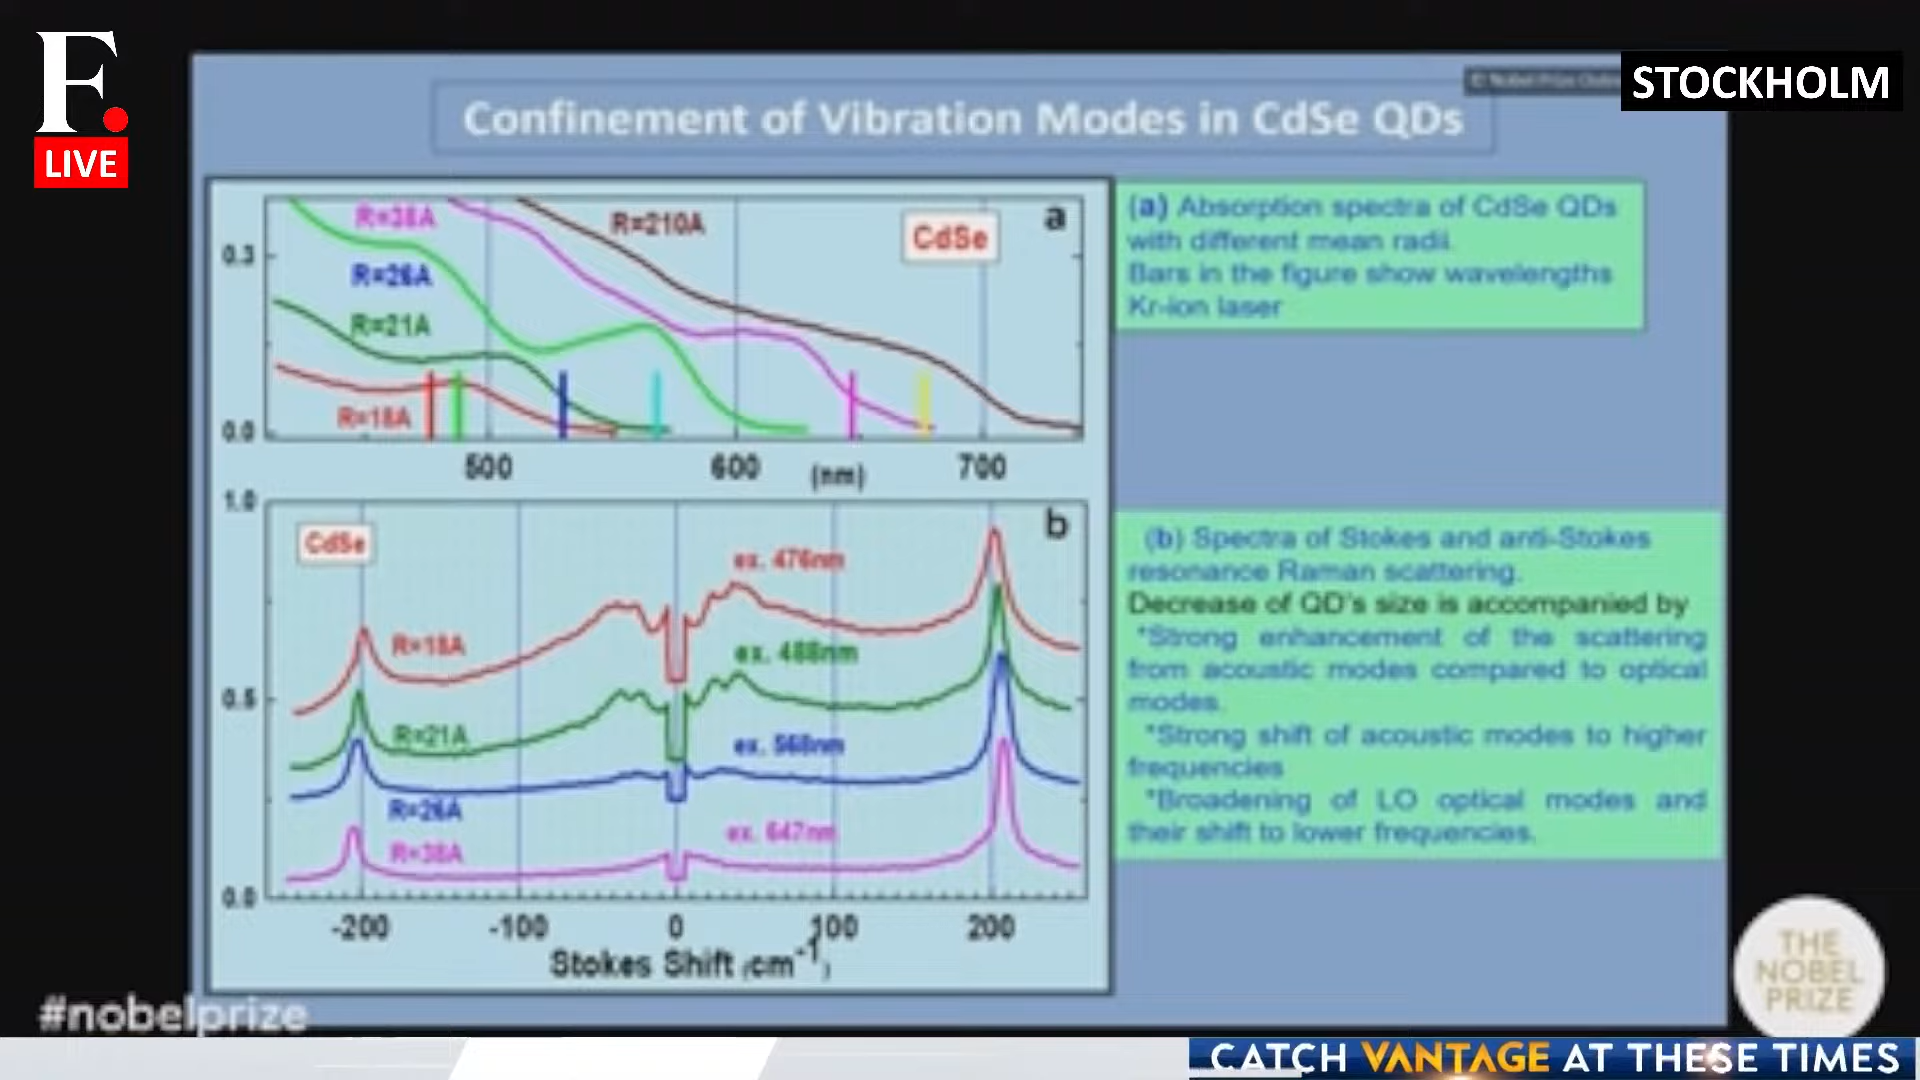 F.
LIVE
STOCKHOLM
Confinement of Vibration Modes in CdSe QDs
R=38A
R=210A
a
CdSe
0.3
R=26A
R=21A
R=18A
0.0
500
600
(nm)
700
(a) Absorption spectra of CdSe QDs
with different mean radii.
Bars in the figure show wavelengths
Kr-ion laser
1.0
b
CdSe
ex. 476nm
R=18A
ex. 488nm
0.5
R=21A
ex. 568nm
R=26A
ex. 647nm
R=38A
0.0
-200
-100
0
100
200
Stokes Shift (cm-1)
(b) Spectra of Stokes and anti-Stokes
resonance Raman scattering.
Decrease of QD's size is accompanied by
*Strong enhancement of the scattering
from acoustic modes compared to optical
modes.
*Strong shift of acoustic modes to higher
frequencies
*Broadening of LO optical modes and
their shift to lower frequencies.
THE
NOBEL
PRIZE
#nobelprize
CATCH VANTAGE AT THESE TIMES